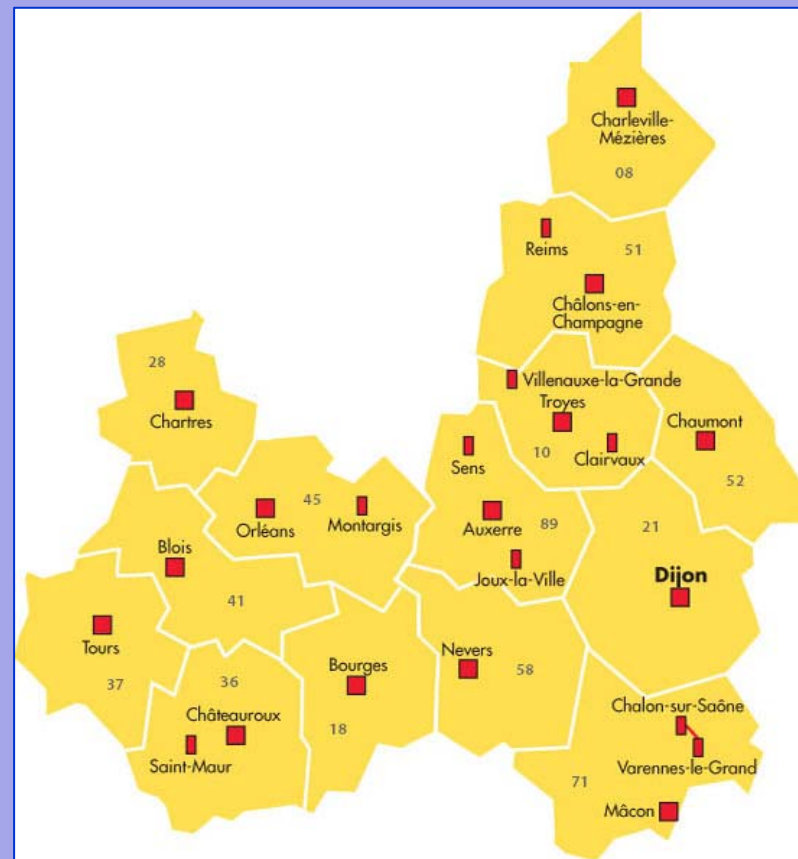 Charleville-
Mézières
08
Reims
51
Châlons-en-
Champagne
28
Villenauxe-la-Grande
Troyes
Chartres
Chaumont
Sens
10
Clairvaux
52
45
Orléans
Montargis
Auxerre
89
21
Blois
Joux-la-Ville
Dijon
41
Tours
Nevers
58
Bourges
37
36
Châteauroux
18
Saint-Maur
Chalon-sur-Saône
Varennes-le-Grand
71
Mâcon